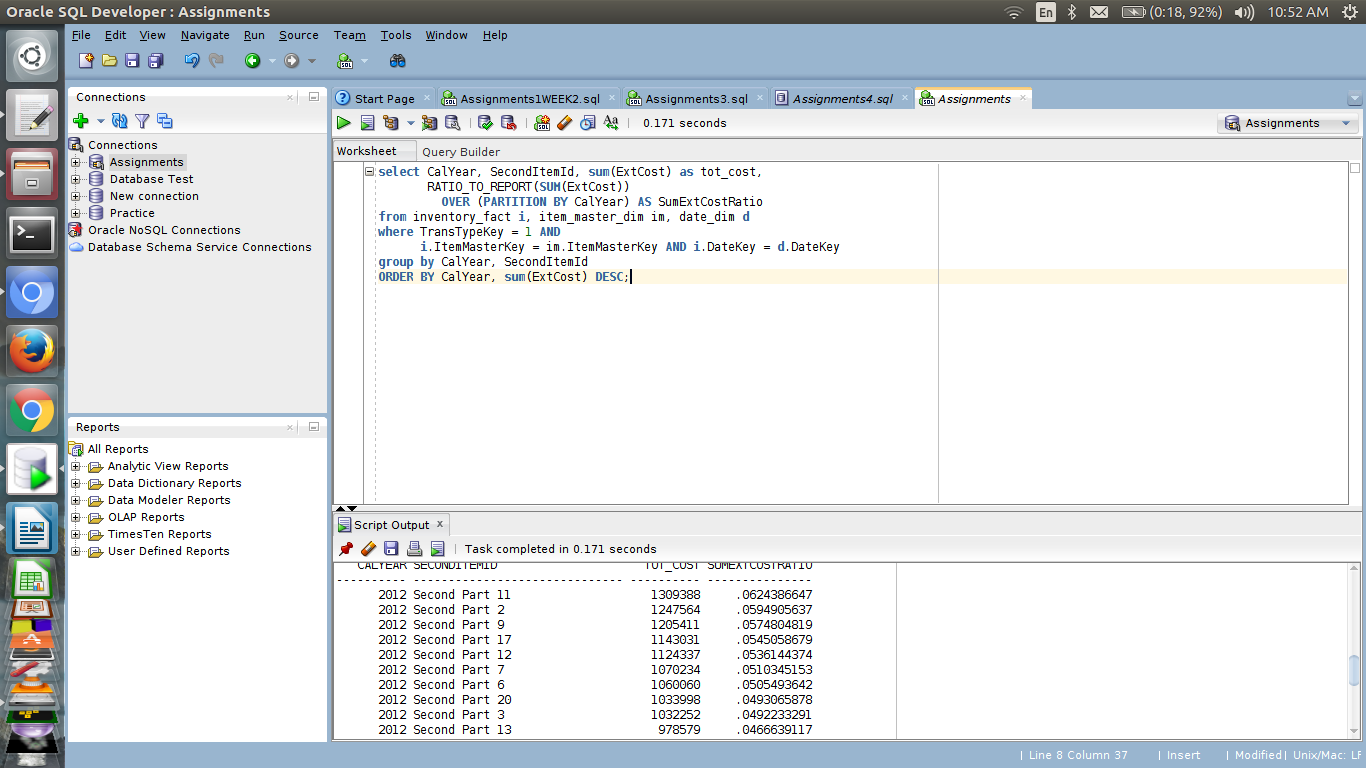 Oracle SQL Developer : Assignments
En
(0:18, 92%)
10:52 AM
File Edit View Navigate Run Source Team Tools Window Help
Connections
Connections
Assignments
Database Test
New connection
Practice
Oracle NoSQL Connections
Database Schema Service Connections
Reports
All Reports
Analytic View Reports
Data Dictionary Reports
Data Modeler Reports
OLAP Reports
TimesTen Reports
User Defined Reports
Start Page
Assignments1WEEK2.sql
Assignments3.sql
Assignments4.sql
Assignments
0.171 seconds
Assignments
Worksheet Query Builder
select CalYear, SecondItemId, sum(ExtCost) as tot_cost,
RATIO_TO_REPORT(SUM(ExtCost))
OVER (PARTITION BY CalYear) AS SumExtCostRatio
from inventory_fact i, item_master_dim im, date_dim d
where TransTypeKey = 1 AND
i.ItemMasterKey = im.ItemMasterKey AND i.DateKey = d.DateKey
group by CalYear, SecondItemId
ORDER BY CalYear, sum(ExtCost) DESC;
Script Output
Task completed in 0.171 seconds
CALYEAR SECONDITEMID TOT_COST SUMEXTCOSTRATIO
---------- ------------------------------ ---------- ---------------
2012 Second Part 11 1309388 .0624386647
2012 Second Part 2 1247564 .0594905637
2012 Second Part 9 1205411 .0574804819
2012 Second Part 17 1143031 .0545058679
2012 Second Part 12 1124337 .0536144374
2012 Second Part 7 1070234 .0510345153
2012 Second Part 6 1060060 .0505493642
2012 Second Part 20 1033998 .0493065878
2012 Second Part 3 1032252 .0492233291
2012 Second Part 13 978579 .0466639117
| Line 8 Column 37 | Insert | Modified | Unix/Mac: LF